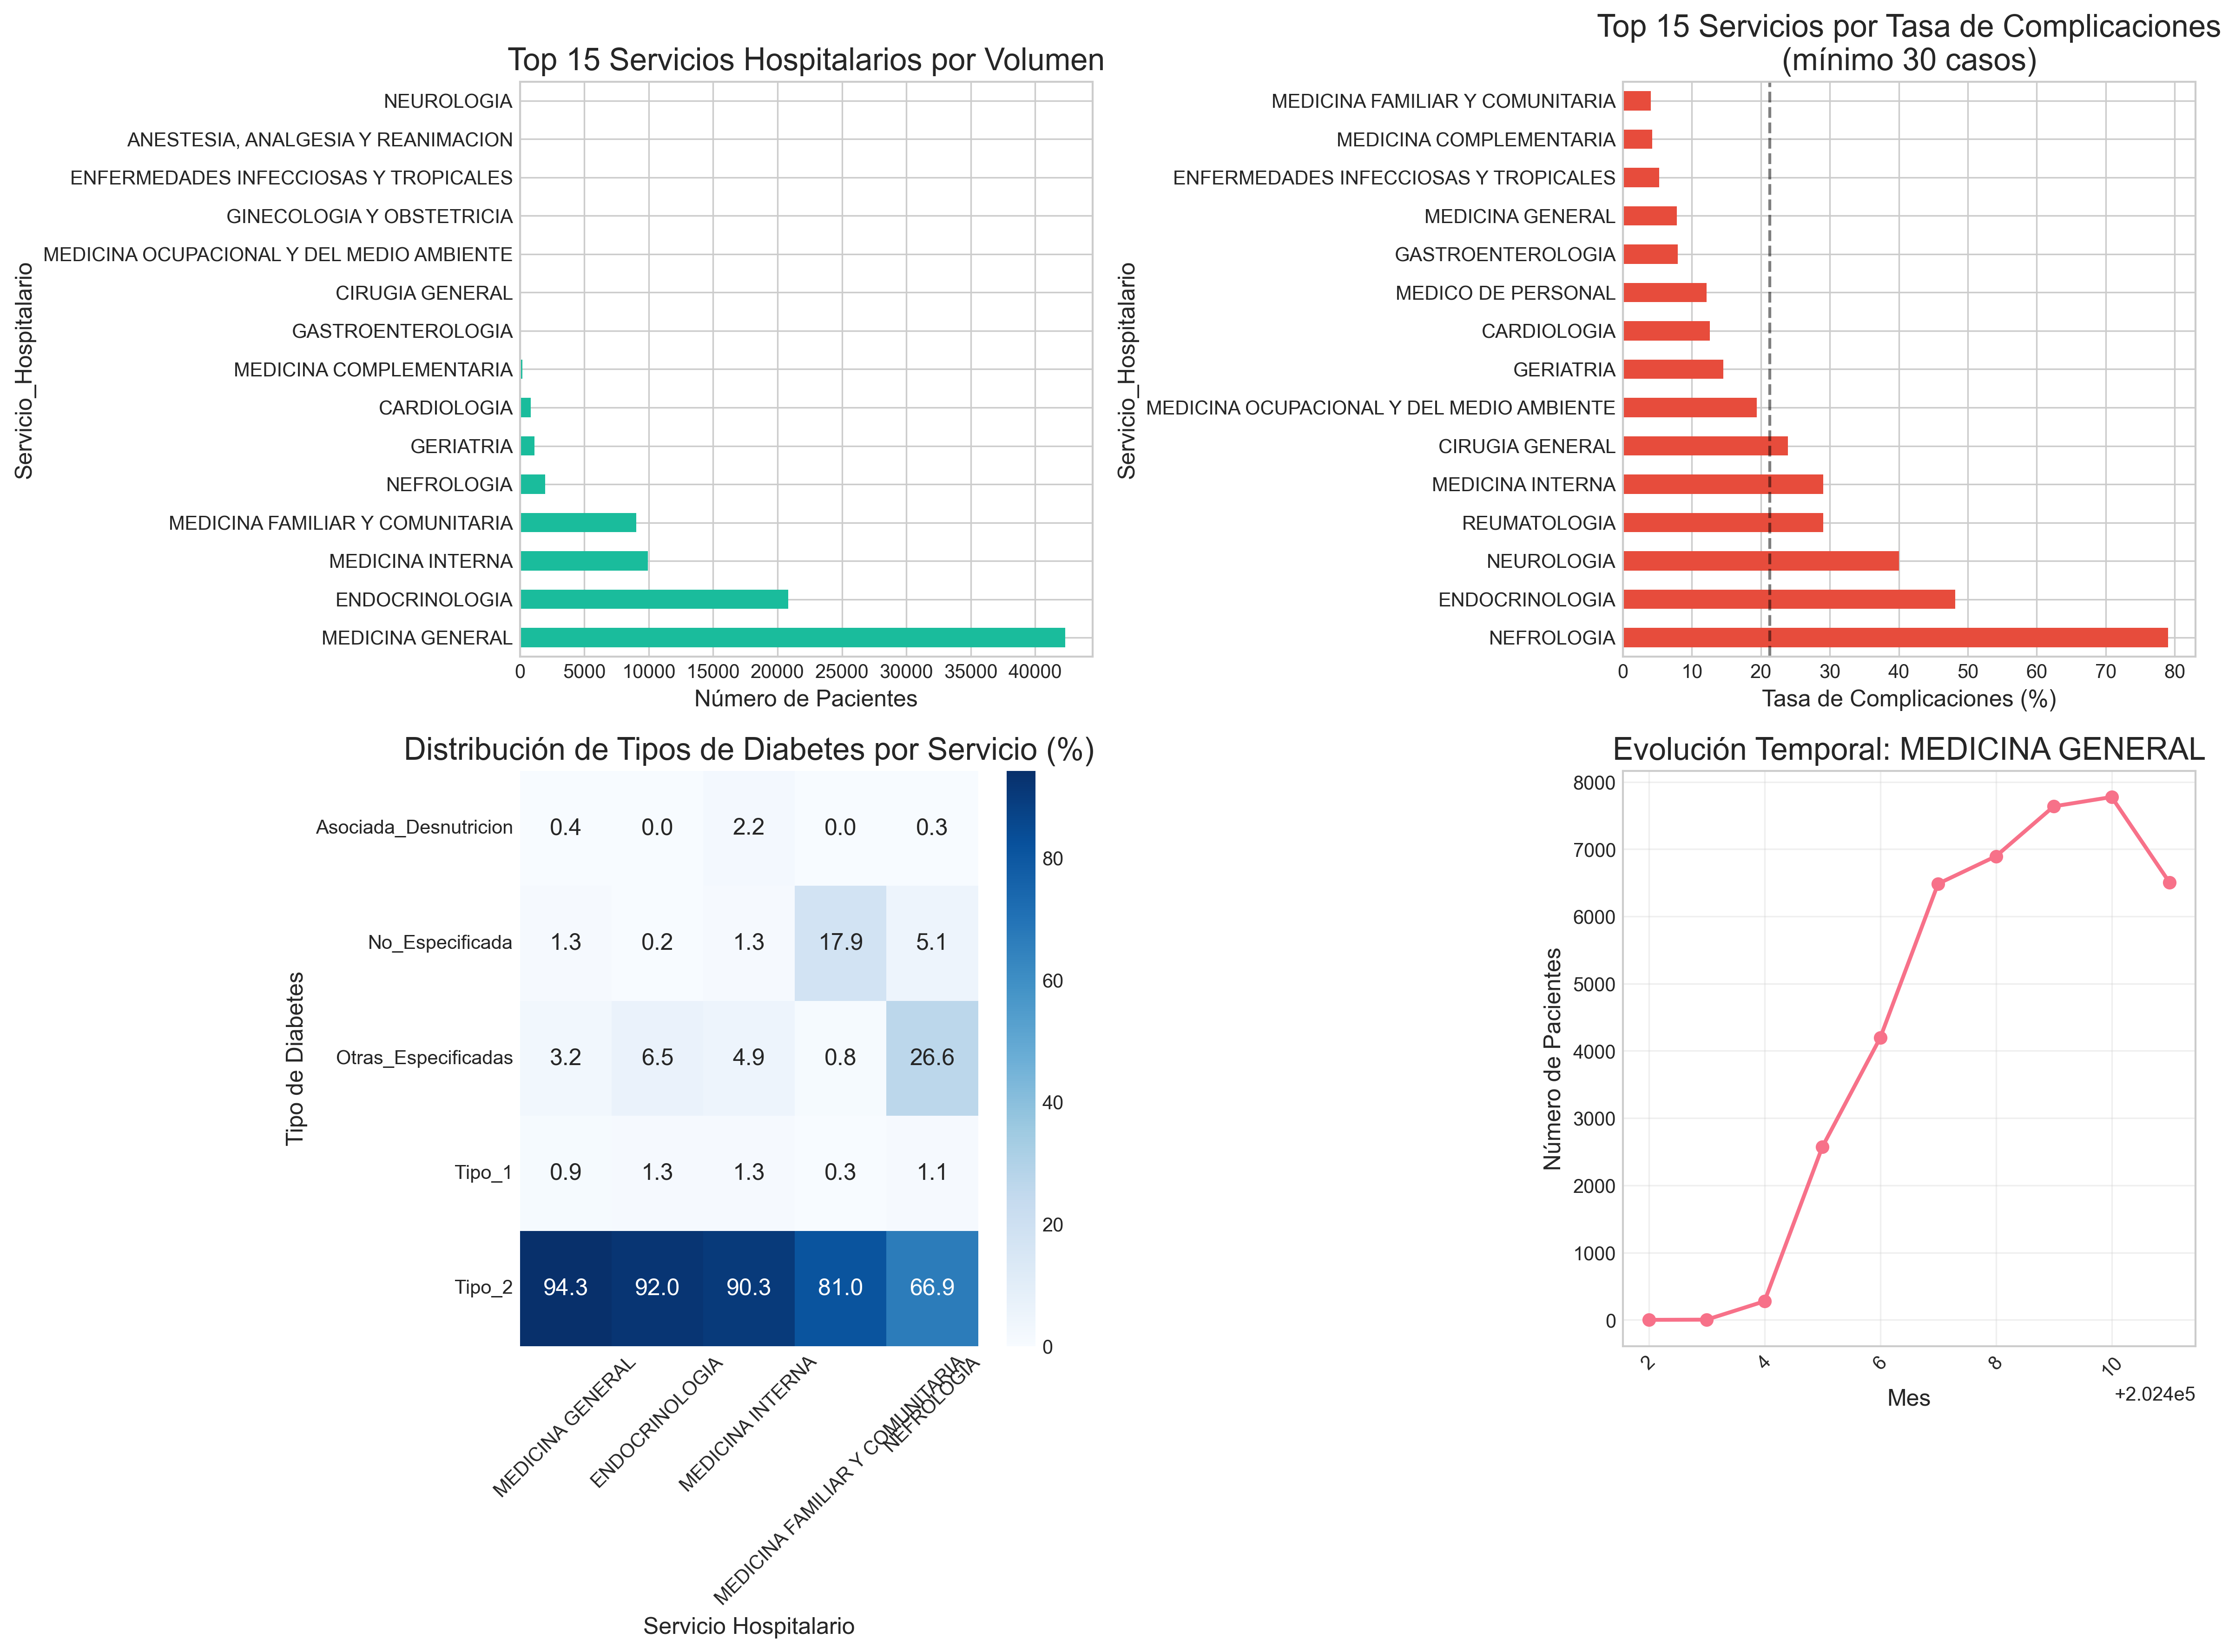 Top 15 Servicios Hospitalarios por Volumen
Servicio_Hospitalario
NEUROLOGIA
ANESTESIA, ANALGESIA Y REANIMACION
ENFERMEDADES INFECCIOSAS Y TROPICALES
GINECOLOGIA Y OBSTETRICIA
MEDICINA OCUPACIONAL Y DEL MEDIO AMBIENTE
CIRUGIA GENERAL
GASTROENTEROLOGIA
MEDICINA COMPLEMENTARIA
CARDIOLOGIA
GERIATRIA
NEFROLOGIA
MEDICINA FAMILIAR Y COMUNITARIA
MEDICINA INTERNA
ENDOCRINOLOGIA
MEDICINA GENERAL
0 5000 10000 15000 20000 25000 30000 35000 40000
Número de Pacientes
Top 15 Servicios por Tasa de Complicaciones
(mínimo 30 casos)
Servicio_Hospitalario
MEDICINA FAMILIAR Y COMUNITARIA
MEDICINA COMPLEMENTARIA
ENFERMEDADES INFECCIOSAS Y TROPICALES
MEDICINA GENERAL
GASTROENTEROLOGIA
MEDICO DE PERSONAL
CARDIOLOGIA
GERIATRIA
MEDICINA OCUPACIONAL Y DEL MEDIO AMBIENTE
CIRUGIA GENERAL
MEDICINA INTERNA
REUMATOLOGIA
NEUROLOGIA
ENDOCRINOLOGIA
NEFROLOGIA
0 10 20 30 40 50 60 70 80
Tasa de Complicaciones (%)
Distribución de Tipos de Diabetes por Servicio (%)
Tipo de Diabetes
Asociada_Desnutricion 0.4 0.0 2.2 0.0 0.3
No_Especificada 1.3 0.2 1.3 17.9 5.1
Otras_Especificadas 3.2 6.5 4.9 0.8 26.6
Tipo_1 0.9 1.3 1.3 0.3 1.1
Tipo_2 94.3 92.0 90.3 81.0 66.9
80
60
40
20
0
MEDICINA GENERAL
ENDOCRINOLOGIA
MEDICINA INTERNA
MEDICINA FAMILIAR Y COMUNITARIA
NEFROLOGIA
Servicio Hospitalario
Evolución Temporal: MEDICINA GENERAL
Número de Pacientes
8000
7000
6000
5000
4000
3000
2000
1000
0
2 4 6 8 10
+2.024e5
Mes